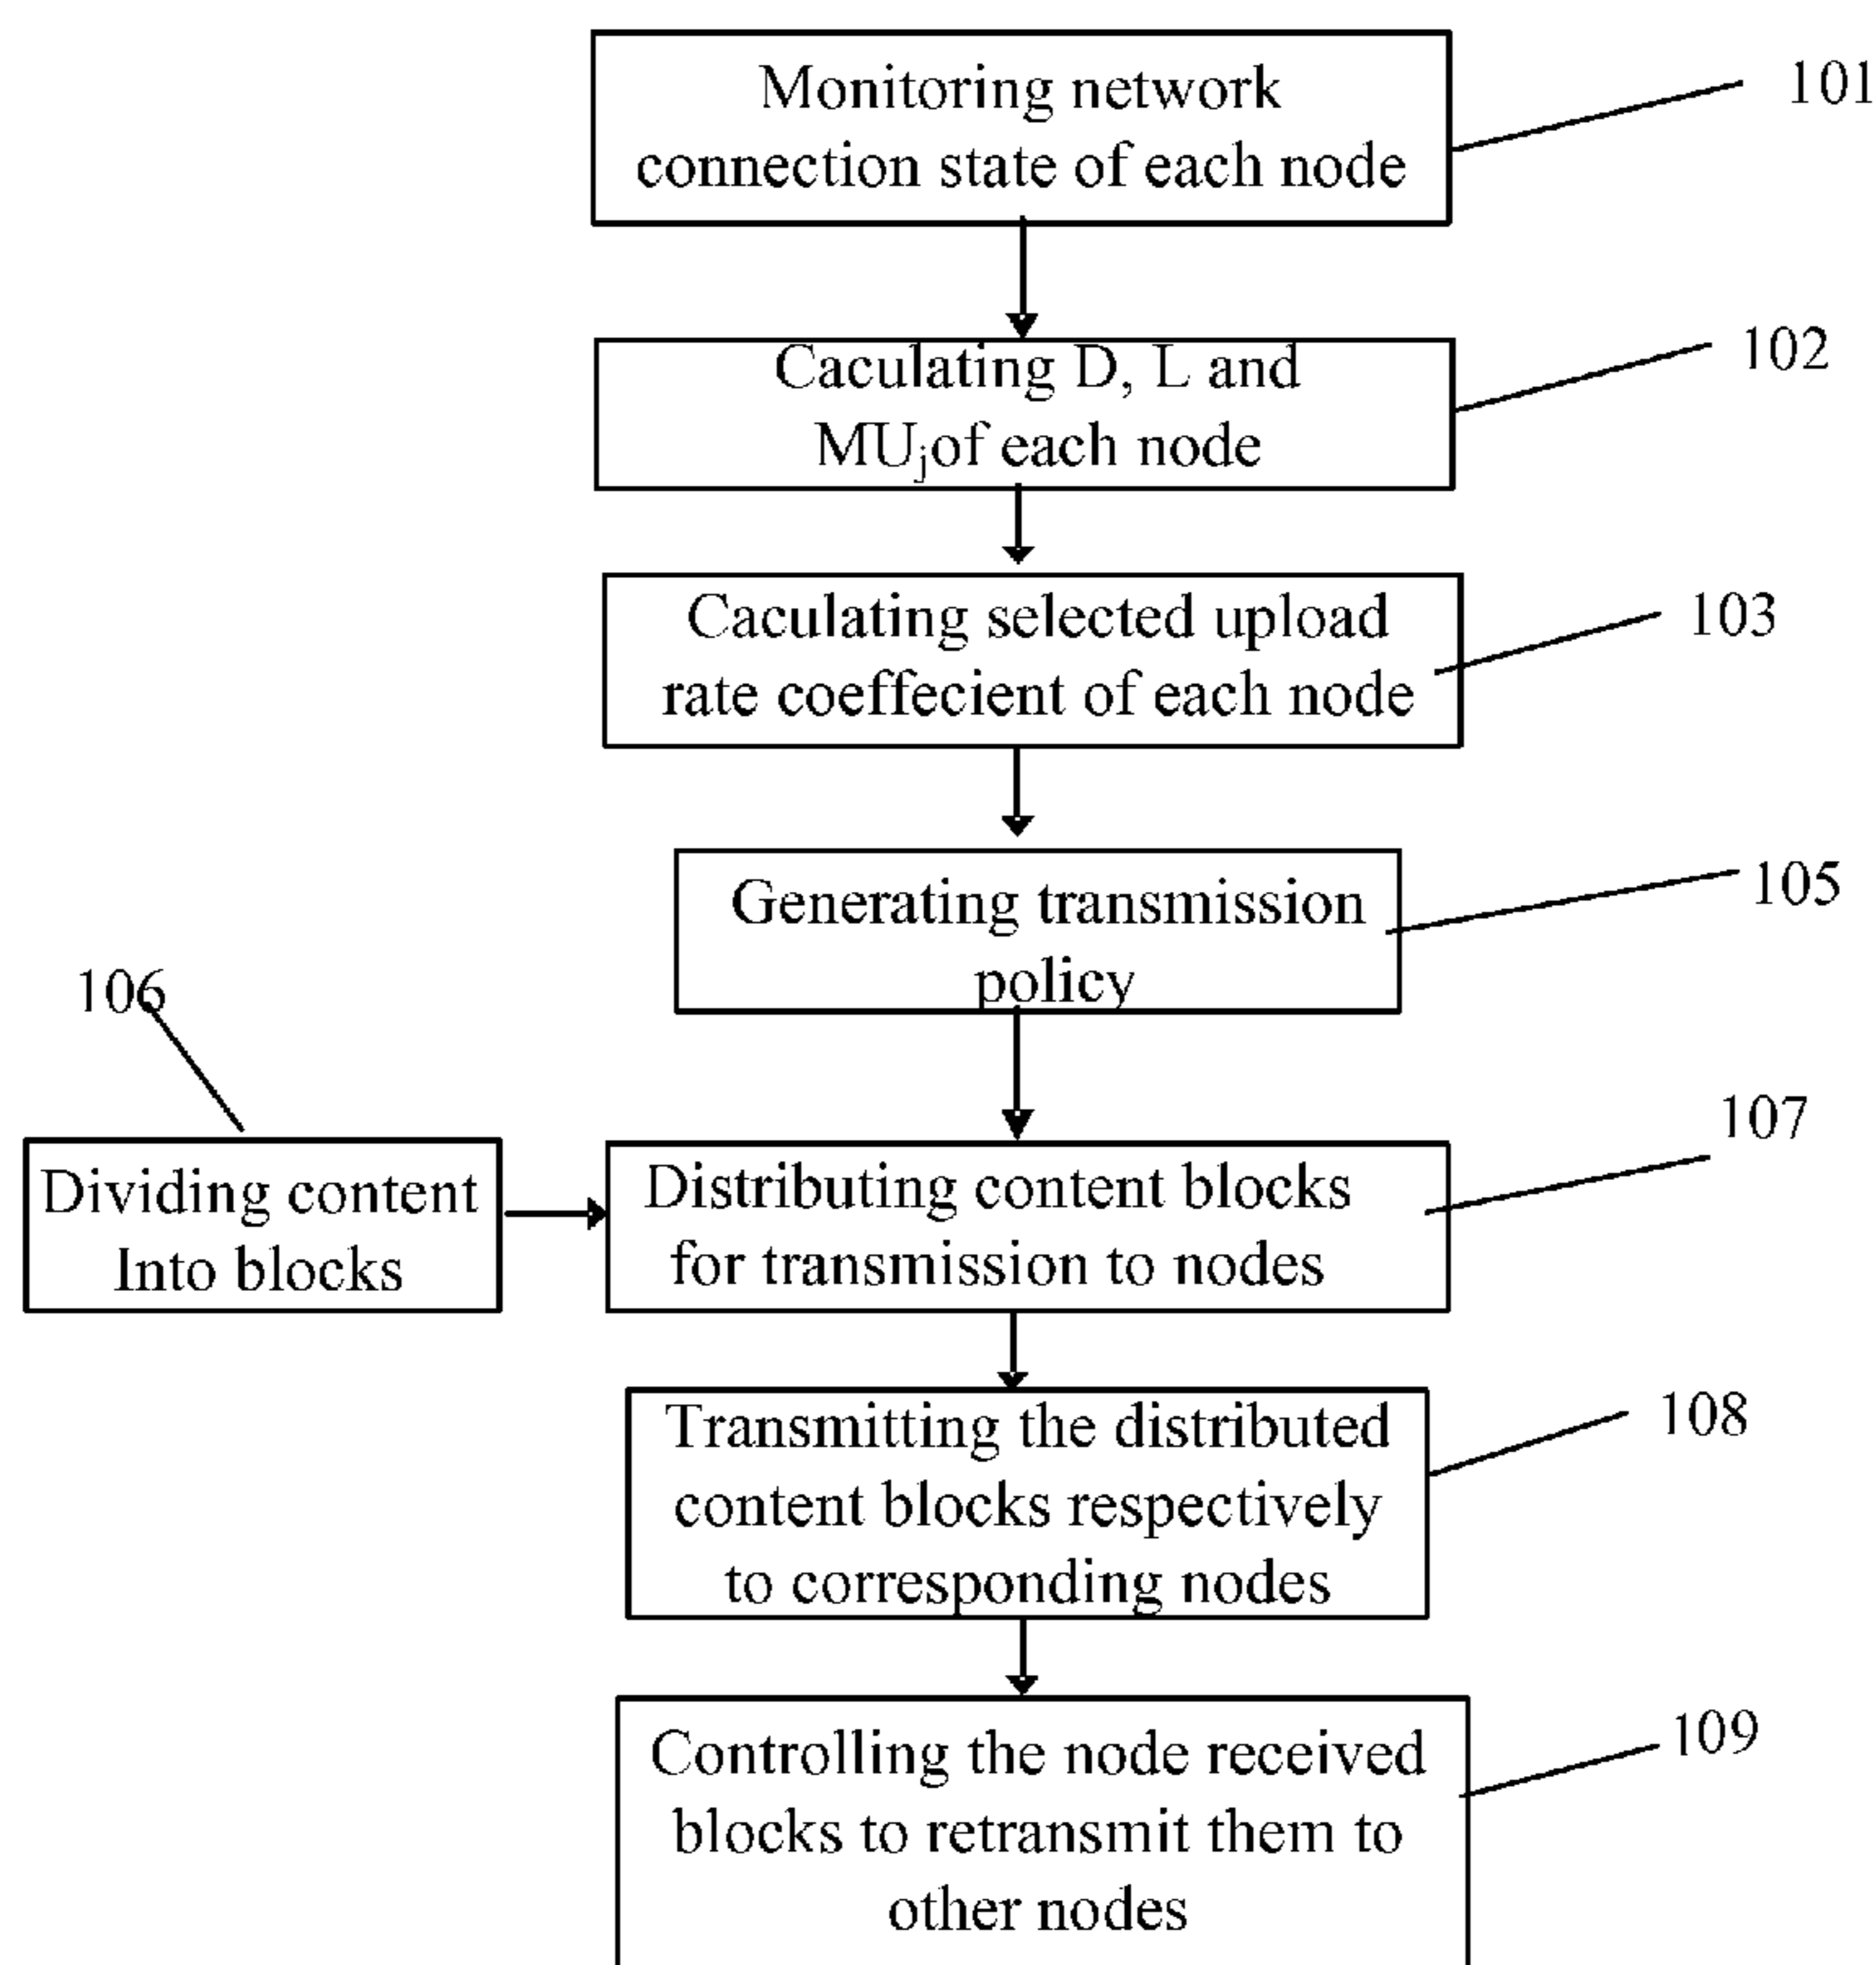 Monitoring network
connection state of each node
101
Caculating D, L and
MUjof each node
102
Caculating selected upload
rate coeffecient of each node
103
Generating transmission
policy
105
106
Dividing content
Into blocks
Distributing content blocks
for transmission to nodes
107
Transmitting the distributed
content blocks respectively
to corresponding nodes
108
Controlling the node received
blocks to retransmit them to
other nodes
109